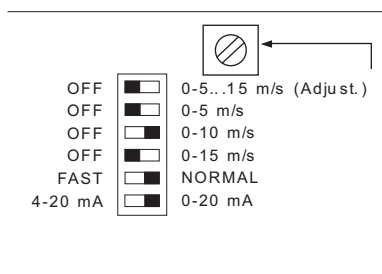 OFF 0-5...15 m/s (Adjust.)
OFF 0-5 m/s
OFF 0-10 m/s
OFF 0-15 m/s
FAST NORMAL
4-20 mA 0-20 mA